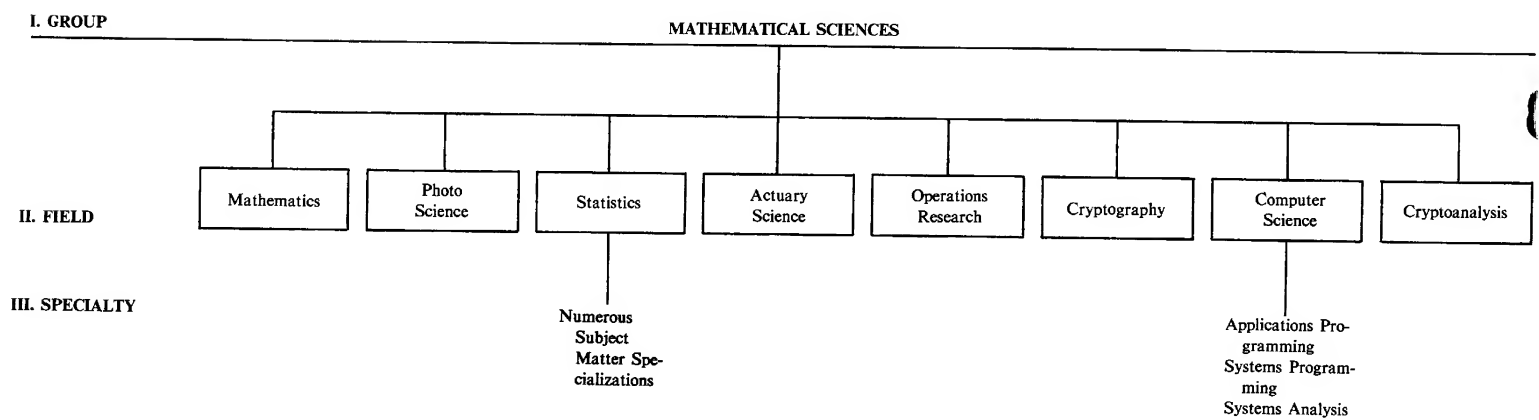 I. GROUP
MATHEMATICAL SCIENCES
II. FIELD
Mathematics
Photo
Science
Statistics
Actuary
Science
Operations
Research
Cryptography
Computer
Science
Cryptoanalysis
III. SPECIALTY
Numerous
Subject
Matter Spe-
cializations
Applications Pro-
gramming
Systems Program-
ming
Systems Analysis